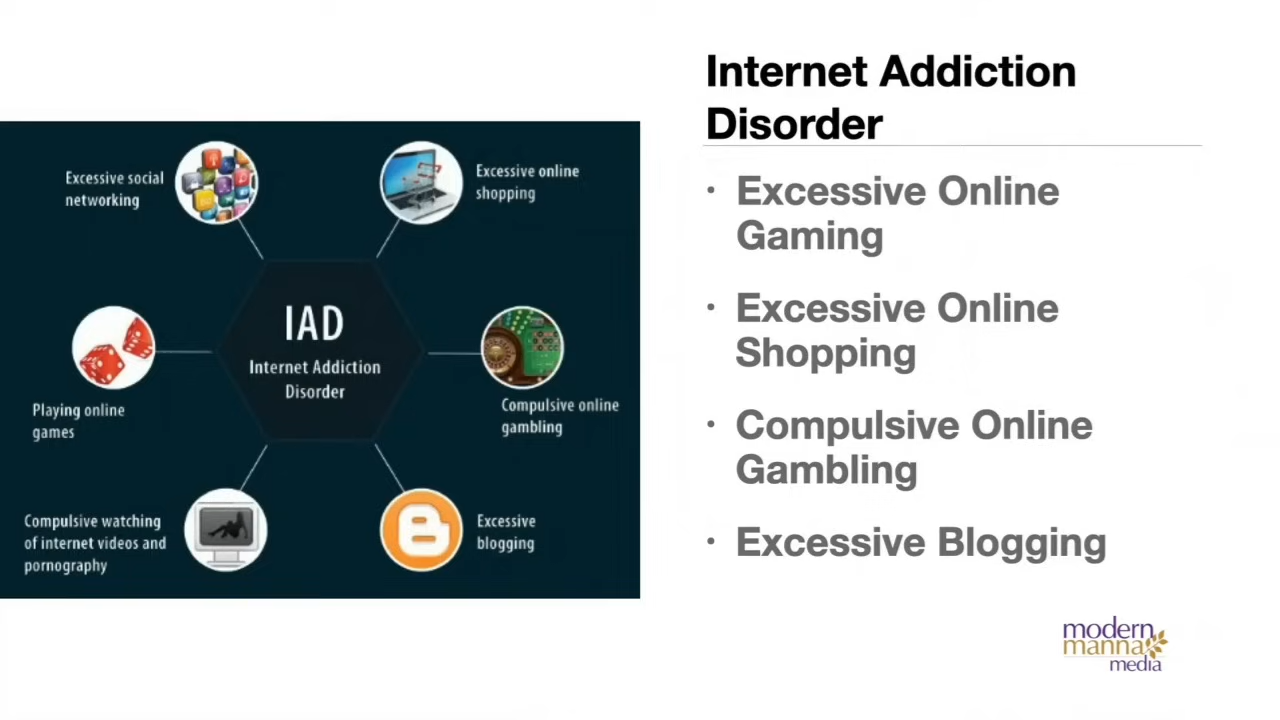 Internet Addiction
Disorder
• Excessive Online
Gaming
• Excessive Online
Shopping
• Compulsive Online
Gambling
• Excessive Blogging
Excessive social
networking
Excessive online
shopping
IAD
Internet Addiction
Disorder
Playing online
games
Compulsive online
gambling
Compulsive watching
of internet videos and
pornography
Excessive
blogging
modern
manna
media